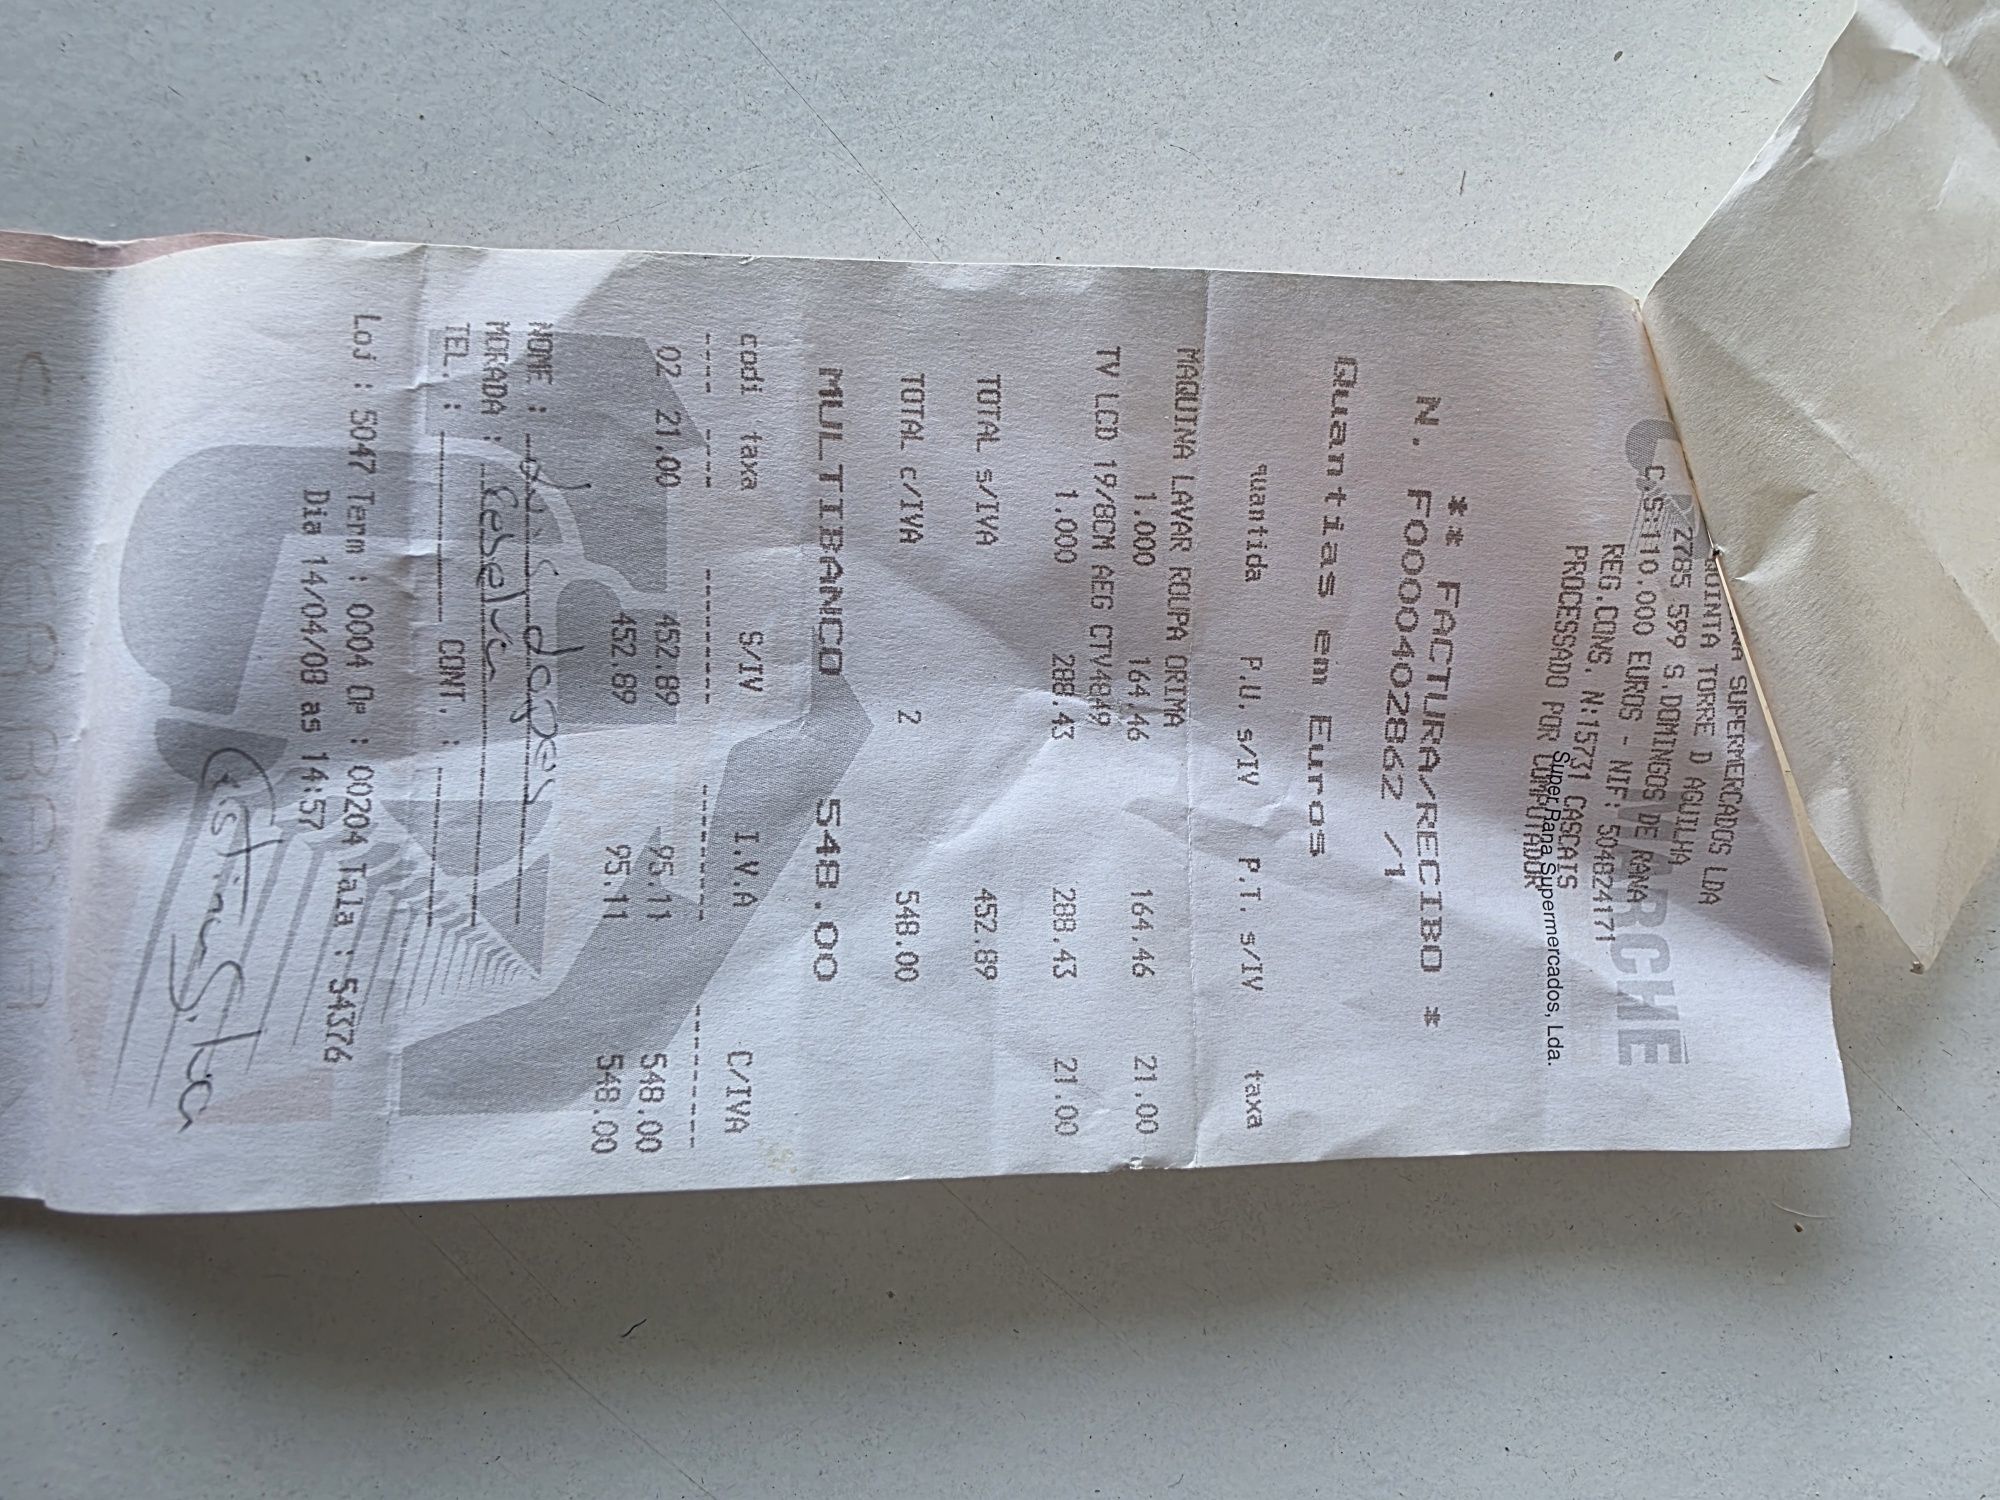 SUPERMERCADOS LDA
QUINTA TORRE D AGUILHA
2785 599 S.DOMINGOS DE RANA
C.S:110.000 EUROS - NIF: 504824171
REG.CONS. N:15731 CASCAIS
PROCESSADO POR COMPUTADOR
Super Rana Supermercados, Lda.
** FACTURA/RECIBO *
N. F0000402862 /1
Quantias em Euros
quantida P.U. s/IV P.T. s/IV taxa
MAQUINA LAVAR ROUPA ORIMA
1.000 164.46 164.46 21.00
TV LCD 19/8CM AEG CTV4849
1.000 288.43 288.43 21.00
TOTAL s/IVA 452.89
TOTAL c/IVA 2 548.00
MULTIBANCO 548.00
codi taxa S/IV I.V.A C/IVA
---- ---- --------- --------- ---------
02 21.00 452.89 95.11 548.00
452.89 95.11 548.00
NOME : Luis Lopes
MORADA :
TEL. : CONT. :
Loj : 5047 Term : 0004 Op : 00204 Tala : 54376
Dia 14/04/08 as 14:57